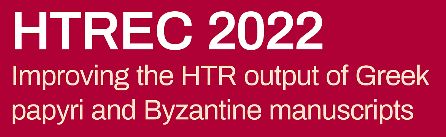 HTREC 2022
Improving the HTR output of Greek
papyri and Byzantine manuscripts